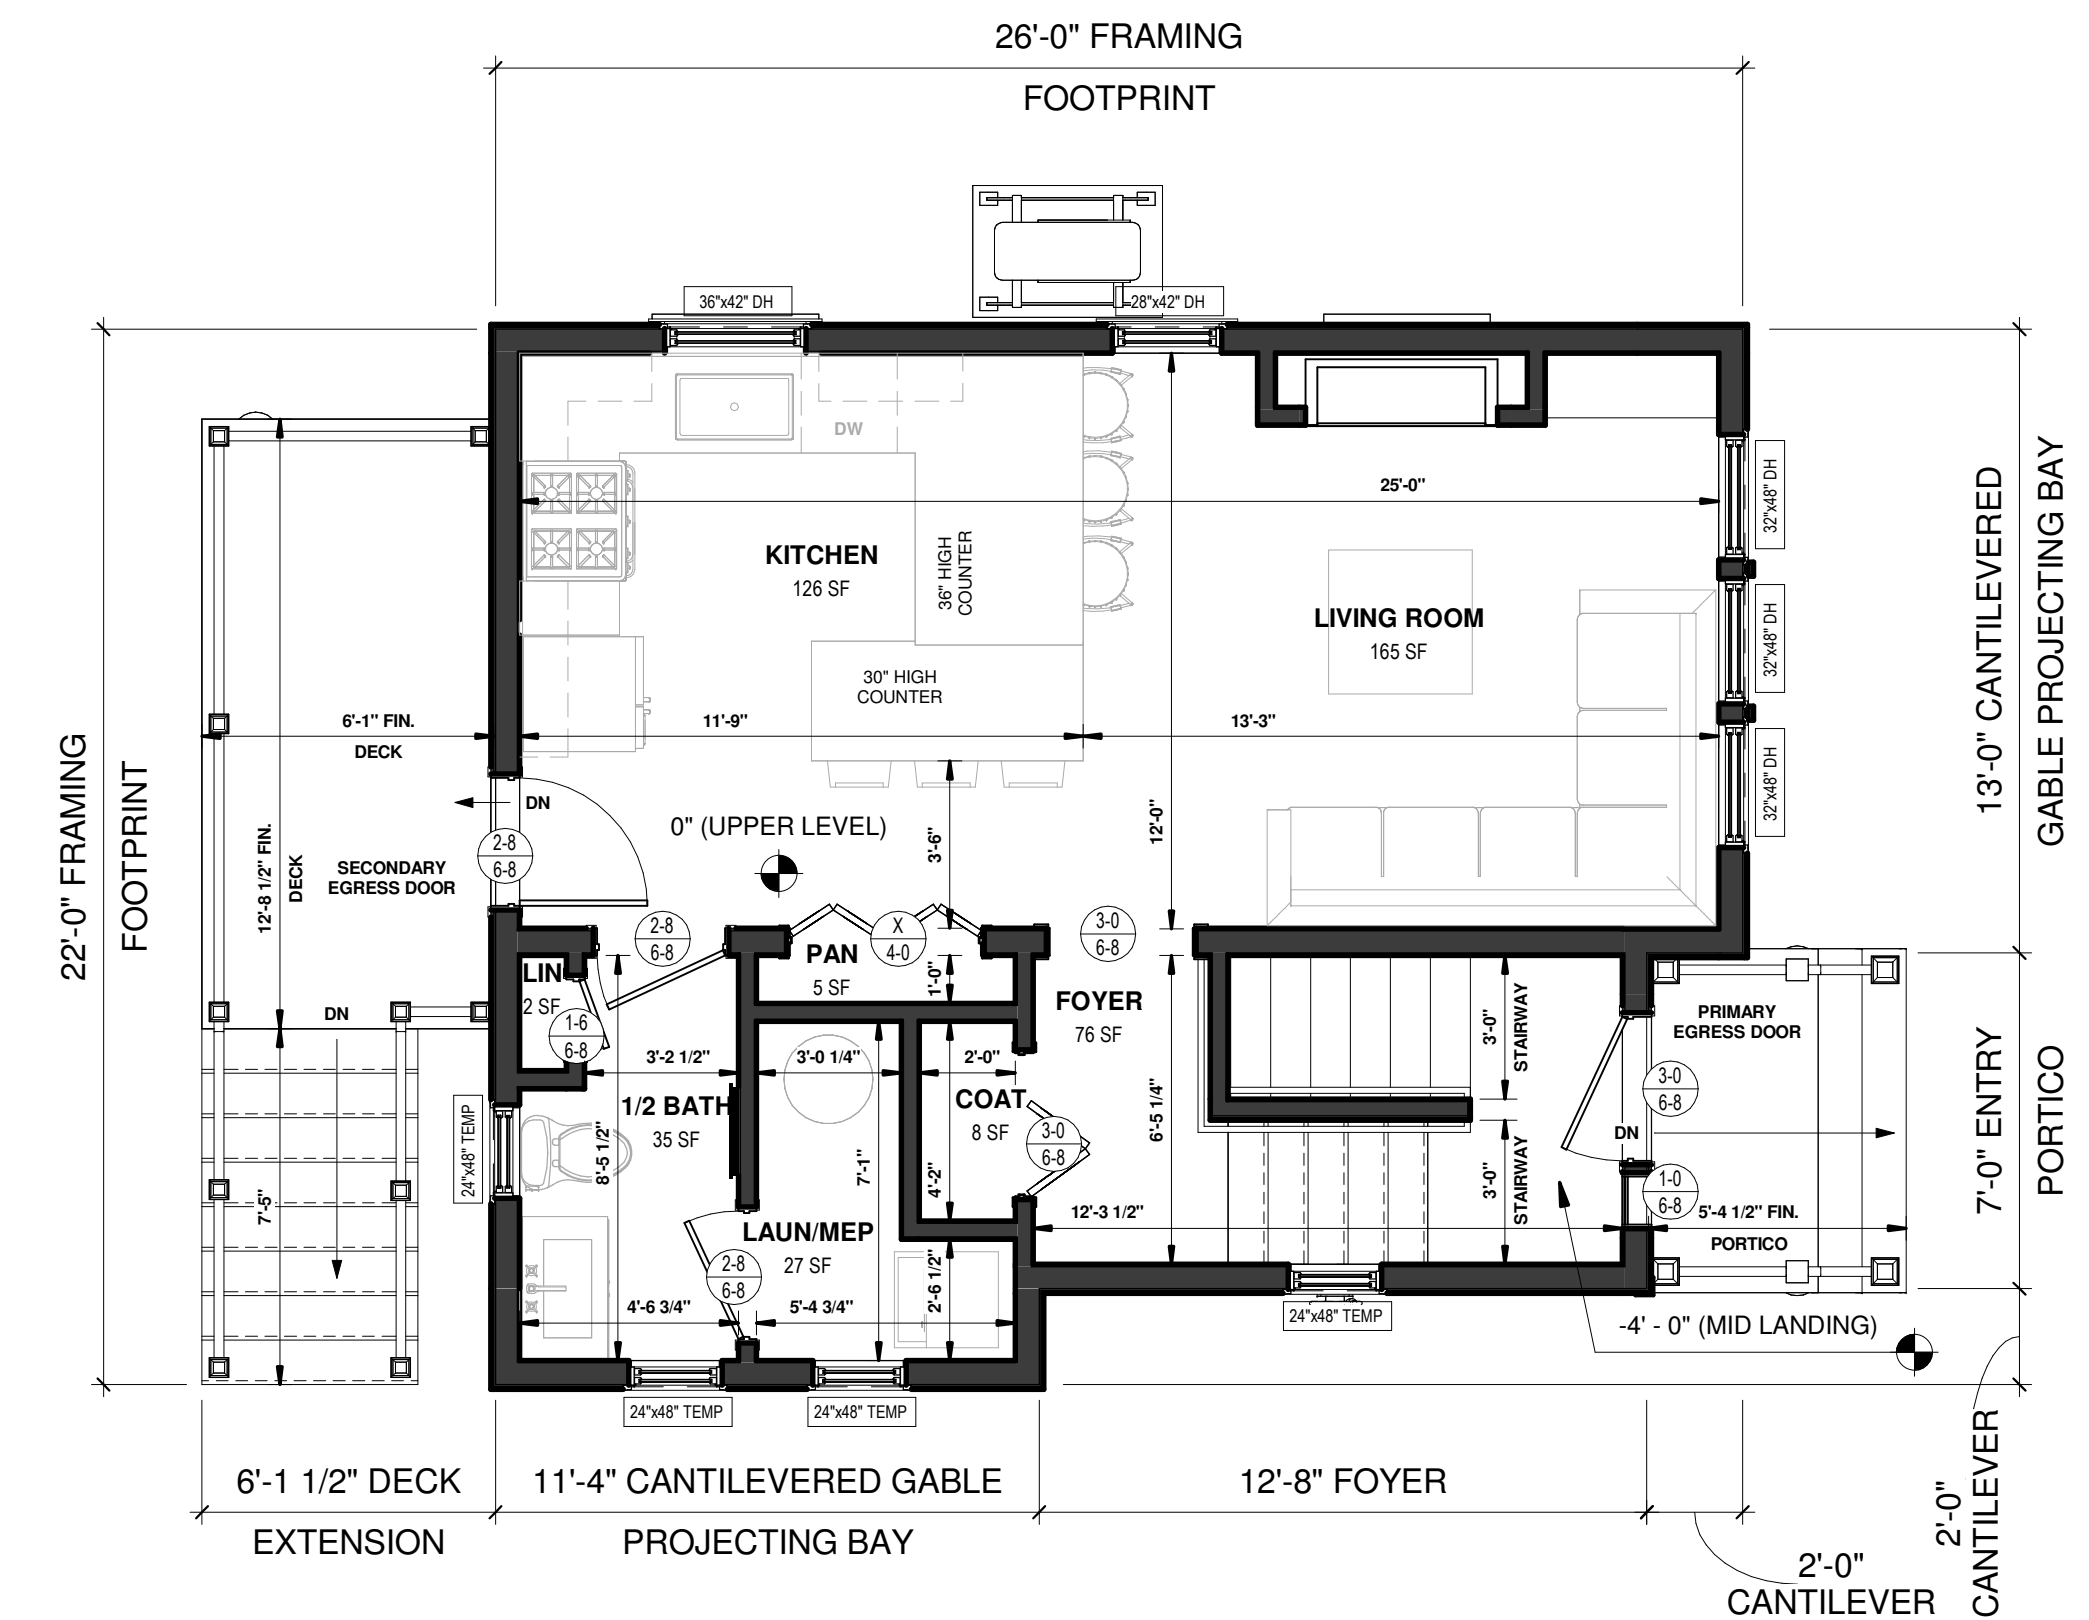 26'-0" FRAMING
FOOTPRINT
36"x42" DH
28"x42" DH
DW
25'-0"
32"x48" DH
32"x48" DH
32"x48" DH
KITCHEN
126 SF
36" HIGH
COUNTER
30" HIGH
COUNTER
LIVING ROOM
165 SF
13'-0" CANTILEVERED
GABLE PROJECTING BAY
22'-0" FRAMING
FOOTPRINT
6'-1" FIN.
DECK
11'-9"
13'-3"
DN
2-8
6-8
0" (UPPER LEVEL)
3'-6"
12'-0"
12'-8 1/2" FIN.
DECK
SECONDARY
EGRESS DOOR
2-8
6-8
X
4-0
3-0
6-8
PAN
5 SF
1'-0"
LIN
2 SF
1-6
6-8
FOYER
76 SF
DN
3'-0"
STAIRWAY
PRIMARY
EGRESS DOOR
3-0
6-8
3'-2 1/2"
3'-0 1/4"
2'-0"
1/2 BATH
35 SF
8'-5 1/2"
24"x48" TEMP
COAT
8 SF
3-0
6-8
4'-2"
7'-1"
6'-5 1/4"
DN
3'-0"
STAIRWAY
1-0
6-8
7'-0" ENTRY
PORTICO
7'-5"
LAUN/MEP
27 SF
2-8
6-8
12'-3 1/2"
5'-4 1/2" FIN.
PORTICO
2'-6 1/2"
4'-6 3/4"
5'-4 3/4"
24"x48" TEMP
-4' - 0" (MID LANDING)
24"x48" TEMP
24"x48" TEMP
6'-1 1/2" DECK
EXTENSION
11'-4" CANTILEVERED GABLE
PROJECTING BAY
12'-8" FOYER
2'-0"
CANTILEVER
2'-0"
CANTILEVER